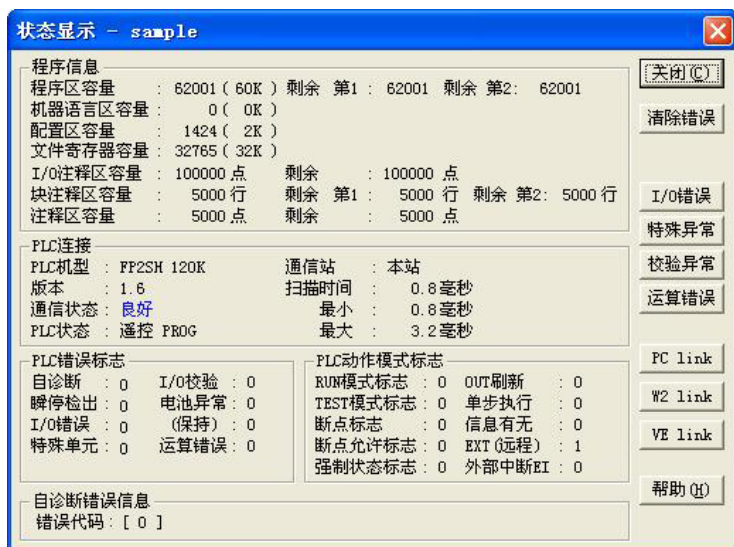 状态显示 - sample
程序信息
程序区容量 : 62001 ( 60K ) 剩余 第1 : 62001 剩余 第2: 62001
机器语言区容量 : 0 ( 0K )
配置区容量 : 1424 ( 2K )
文件寄存器容量 : 32765 ( 32K )
I/O注释区容量 : 100000 点 剩余 : 100000 点
块注释区容量 : 5000 行 剩余 第1 : 5000 行 剩余 第2: 5000 行
注释区容量 : 5000 点 剩余 : 5000 点
PLC连接
PLC机型 : FP2SH 120K 通信站 : 本站
版本 : 1.6 扫描时间 : 0.8毫秒
通信状态 : 良好 最小 : 0.8毫秒
PLC状态 : 遥控 PROG 最大 : 3.2毫秒
PLC错误标志
自诊断 : 0 I/O校验 : 0
瞬停检出 : 0 电池异常 : 0
I/O错误 : 0 (保持) : 0
特殊单元 : 0 运算错误 : 0
PLC动作模式标志
RUN模式标志 : 0 OUT刷新 : 0
TEST模式标志 : 0 单步执行 : 0
断点标志 : 0 信息有无 : 0
断点允许标志 : 0 EXT(远程) : 1
强制状态标志 : 0 外部中断EI : 0
自诊断错误信息
错误代码 : [ 0 ]
关闭(C)
清除错误
I/O错误
特殊异常
校验异常
运算错误
PC link
W2 link
VE link
帮助(H)